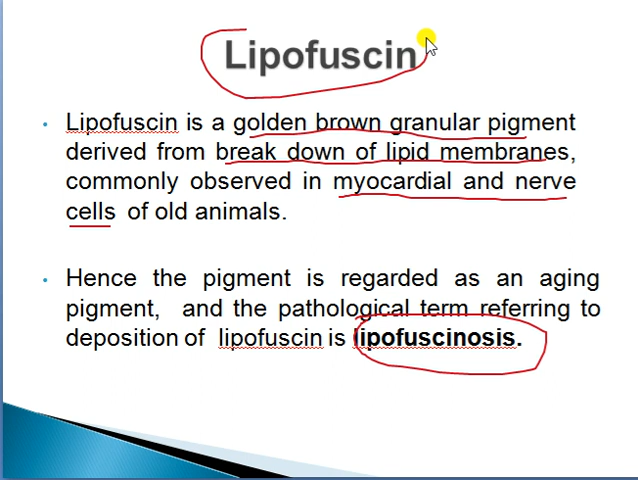 Lipofuscin
• Lipofuscin is a golden brown granular pigment
derived from break down of lipid membranes,
commonly observed in myocardial and nerve
cells of old animals.
• Hence the pigment is regarded as an aging
pigment, and the pathological term referring to
deposition of lipofuscin is lipofuscinosis.